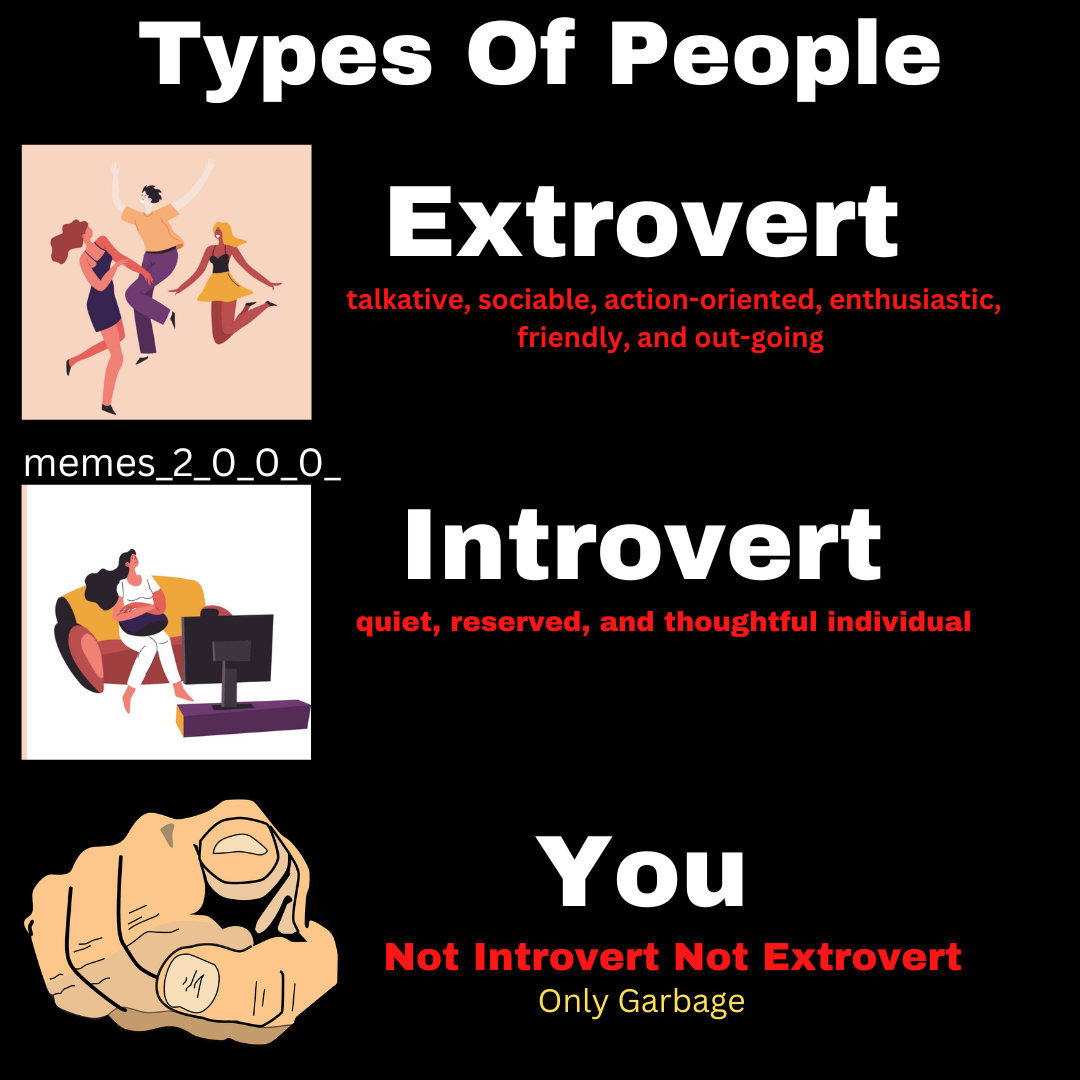 Types Of People
Extrovert
talkative, sociable, action-oriented, enthusiastic,
friendly, and out-going
memes_2_0_0_0_
Introvert
quiet, reserved, and thoughtful individual
You
Not Introvert Not Extrovert
Only Garbage